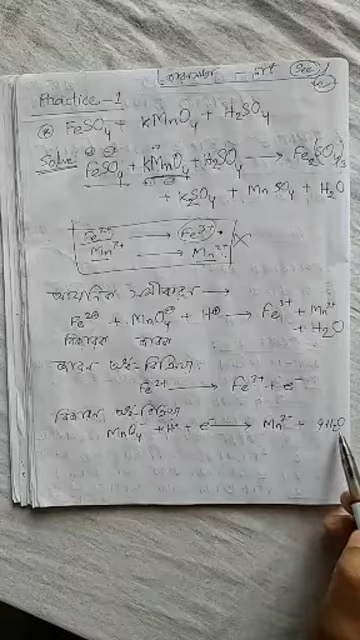 Practice-1
FeSO4 + KMnO4 + H2SO4
Solve FeSO4 + KMnO4 + H2SO4 → Fe2(SO4)3
+ K2SO4 + MnSO4 + H2O
Fe2+ → Fe3+
Mn7+ → Mn2+
আয়নিক সমীকরণ →
Fe2+ + MnO4- + H+ → Fe3+ + Mn2+
+ H2O
বিজারক জারক
জারণ অর্ধ-বিক্রিয়া:
Fe2+ → Fe3+ + e-
বিজারণ অর্ধ-বিক্রিয়া
MnO4- + H+ + e- → Mn2+ + 4H2O